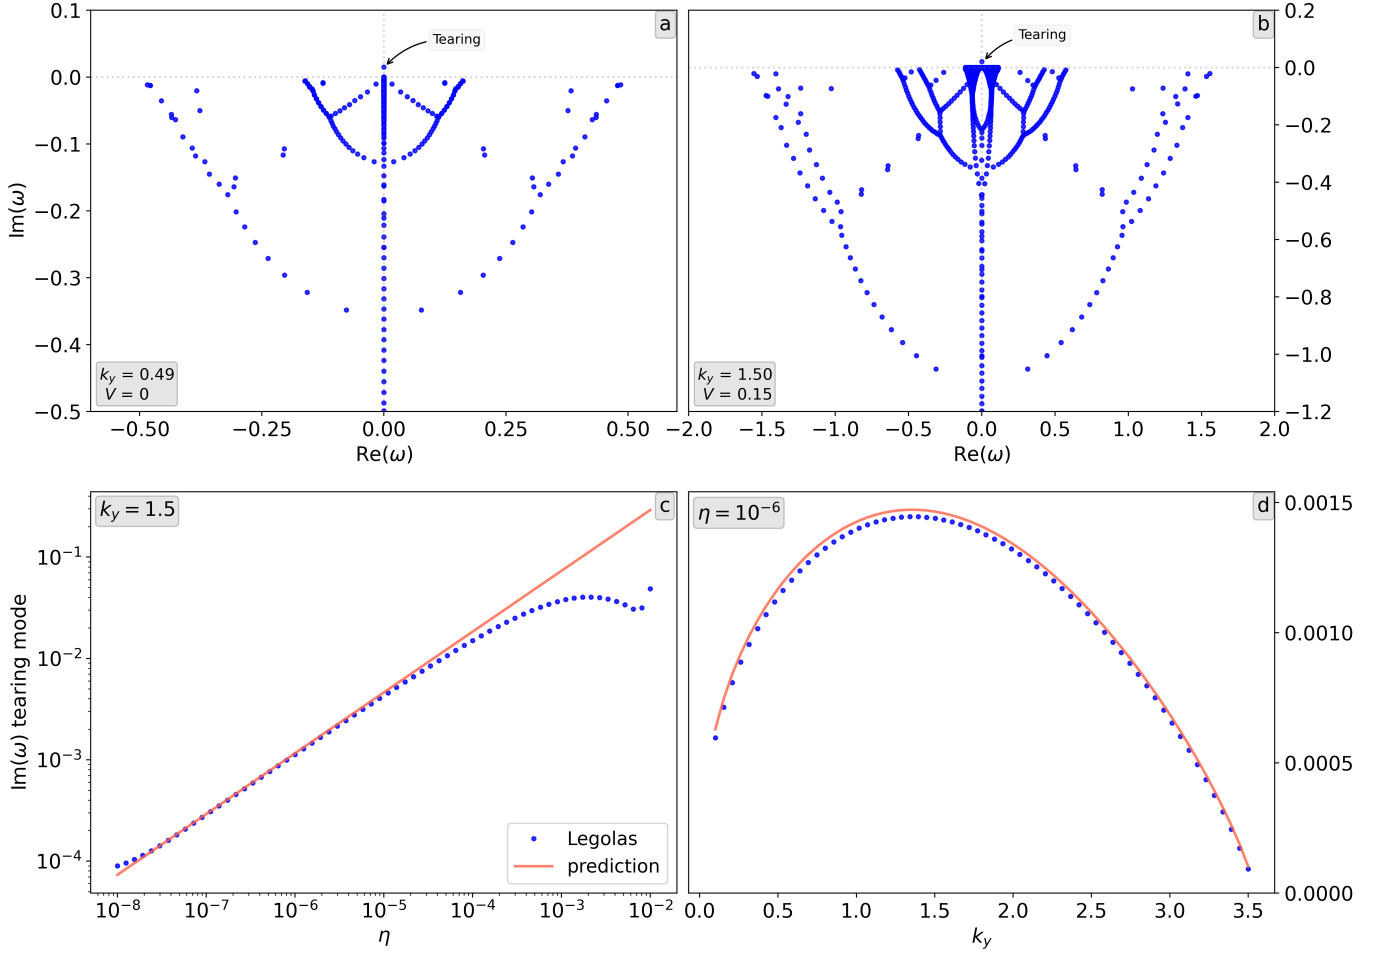 a
Tearing
0.1
0.0
−0.1
−0.2
−0.3
−0.4
−0.5
Im(ω)
k_y = 0.49
V = 0
−0.50
−0.25
0.00
0.25
0.50
Re(ω)
b
Tearing
0.2
0.0
−0.2
−0.4
−0.6
−0.8
−1.0
−1.2
k_y = 1.50
V = 0.15
−2.0
−1.5
−1.0
−0.5
0.0
0.5
1.0
1.5
2.0
Re(ω)
k_y = 1.5
c
10⁻¹
10⁻²
10⁻³
10⁻⁴
Im(ω) tearing mode
Legolas
prediction
10⁻⁸
10⁻⁷
10⁻⁶
10⁻⁵
10⁻⁴
10⁻³
10⁻²
η
η = 10⁻⁶
d
0.0015
0.0010
0.0005
0.0000
0.0
0.5
1.0
1.5
2.0
2.5
3.0
3.5
k_y